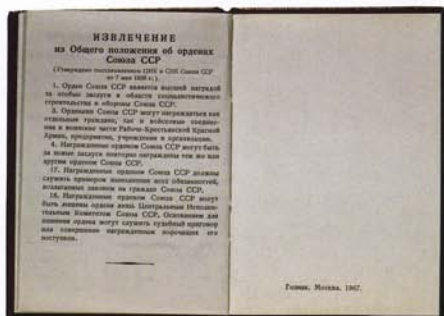 ИЗВЛЕЧЕНИЕ
из Общего положения об орденах
Союза ССР
(Утверждено постановлением ЦИК и СНК Союза ССР
от 7 мая 1936 г.).
1. Орден Союза ССР является высшей наградой
за особые заслуги в области социалистического
строительства и обороны Союза ССР.
3. Орденами Союза ССР могут награждаться как
отдельные граждане, так и войсковые соедине-
ния и воинские части Рабоче-Крестьянской Красной
Армии, предприятия, учреждения и организации.
4. Награжденные орденом Союза ССР могут быть
за новые заслуги повторно награждены тем же или
другим орденом Союза ССР.
17. Награжденные орденом Союза ССР должны
служить примером выполнения всех обязанностей,
возлагаемых законом на граждан Союза ССР.
18. Награжденные орденом Союза ССР могут
быть лишены ордена лишь Центральным Исполни-
тельным Комитетом Союза ССР. Основанием для
лишения ордена могут служить судебный приговор
или совершение награжденным порочащих его
поступков.
Гознак. Москва. 1967.